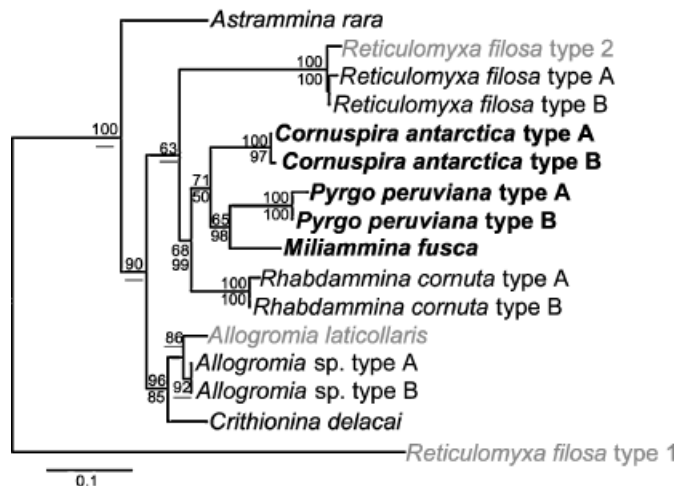 Astrammina rara
100
Reticulomyxa filosa type 2
100
Reticulomyxa filosa type A
100
Reticulomyxa filosa type B
100
Cornuspira antarctica type A
100
63
97
Cornuspira antarctica type B
71
Pyrgo peruviana type A
50
100
100
Pyrgo peruviana type B
65
98
Miliammina fusca
68
99
90
Rhabdammina cornuta type A
100
100
Rhabdammina cornuta type B
86
Allogromia laticollaris
Allogromia sp. type A
96
92
Allogromia sp. type B
85
Crithionina delacai
Reticulomyxa filosa type 1
0.1